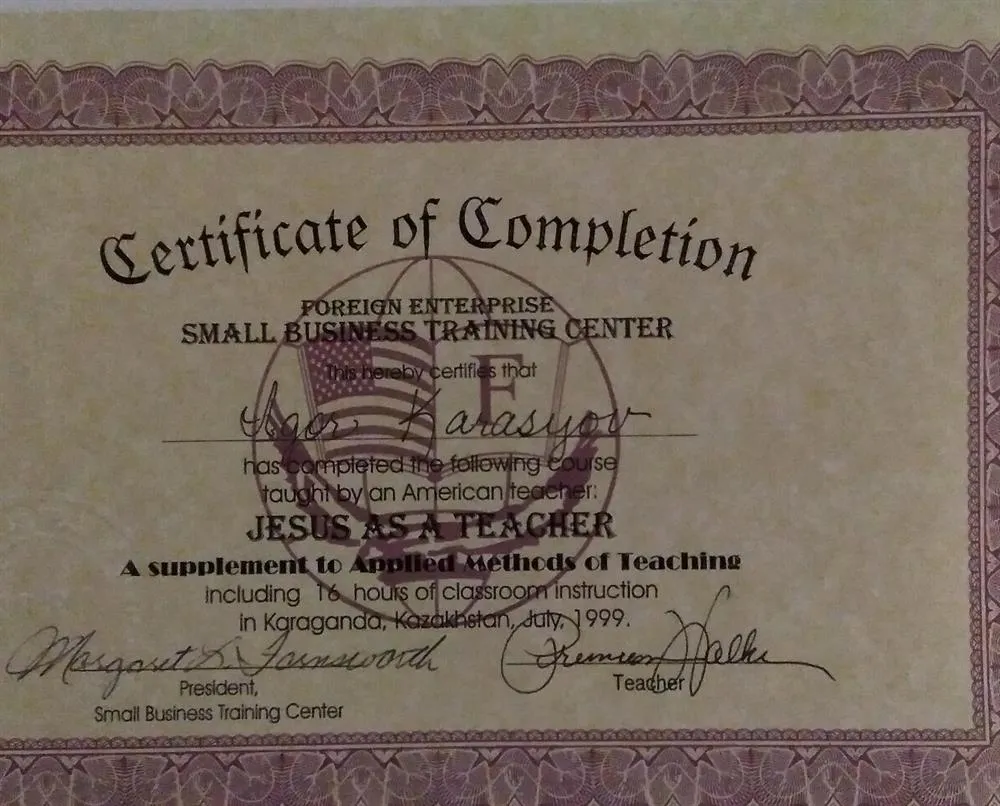 Certificate of Completion
FOREIGN ENTERPRISE
SMALL BUSINESS TRAINING CENTER
This hereby certifies that
F
Igor Karasyov
has completed the following course
taught by an American teacher:
JESUS AS A TEACHER
A supplement to Applied Methods of Teaching
including 16 hours of classroom instruction
in Karaganda, Kazakhstan, July, 1999.
Margaret L. Farnsworth
President,
Teacher
Small Business Training Center